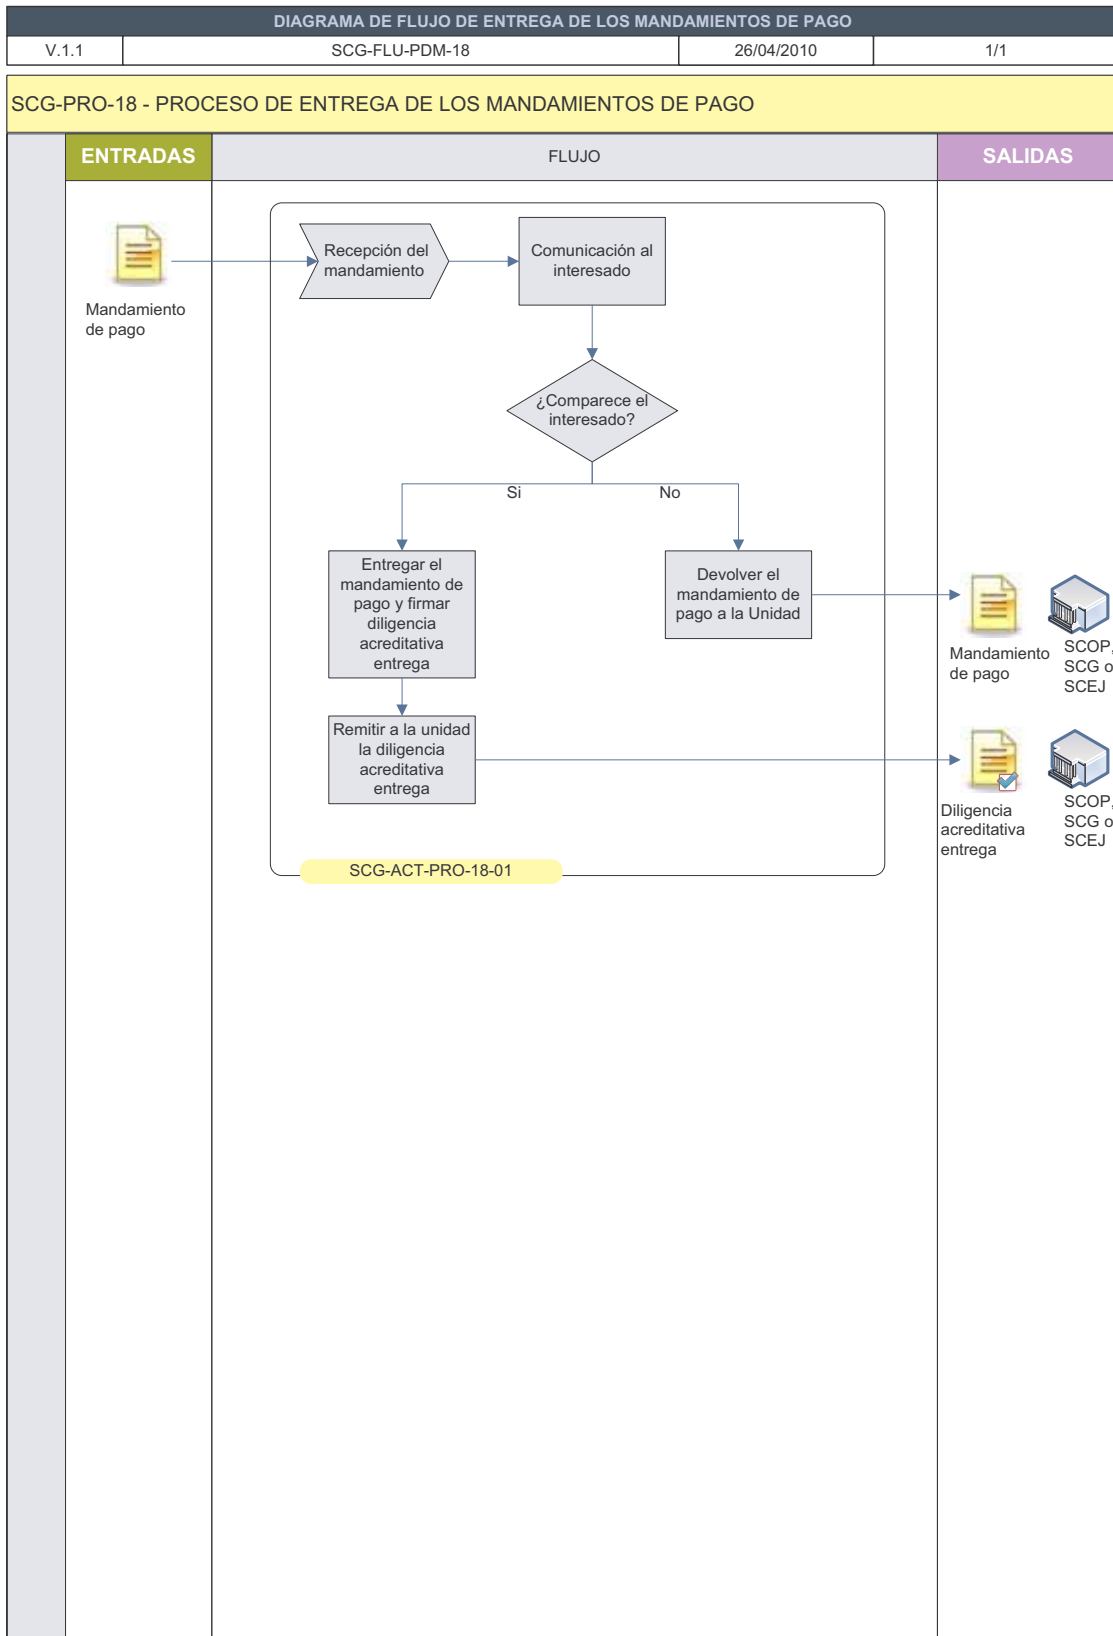 DIAGRAMA DE FLUJO DE ENTREGA DE LOS MANDAMIENTOS DE PAGO
V.1.1
SCG-FLU-PDM-18
26/04/2010
1/1
SCG-PRO-18 - PROCESO DE ENTREGA DE LOS MANDAMIENTOS DE PAGO
ENTRADAS
FLUJO
SALIDAS
Mandamiento
de pago
Recepción del
mandamiento
Comunicación al
interesado
¿Comparece el
interesado?
Si
No
Entregar el
mandamiento de
pago y firmar
diligencia
acreditativa
entrega
Devolver el
mandamiento de
pago a la Unidad
Mandamiento
de pago
SCOP,
SCG o
SCEJ
Remitir a la unidad
la diligencia
acreditativa
entrega
Diligencia
acreditativa
entrega
SCOP,
SCG o
SCEJ
SCG-ACT-PRO-18-01